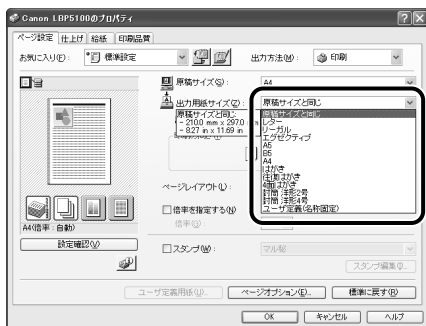 Canon LBP5100のプロパティ
ページ設定 仕上げ 給紙 印刷品質
お気に入り(F): 標準設定
出力方法(M): 印刷
原稿サイズ(S): A4
出力用紙サイズ(Z): 原稿サイズと同じ
原稿サイズと同じ
- 210.0 mm x 297.0
- 8.27 in x 11.69 in
原稿サイズと同じ
レター
リーガル
エグゼクティブ
A5
B5
A4
はがき
往復はがき
4面はがき
封筒 洋形2号
封筒 洋形4号
ユーザ定義(名称固定)
ページレイアウト(L):
倍率を指定する(N)
倍率(Q):
A4(倍率:自動)
設定確認(V)
スタンプ(W): マル秘
スタンプ編集(
ユーザ定義用紙(U)... ページオプション(E)... 標準に戻す(R)
OK キャンセル ヘルプ